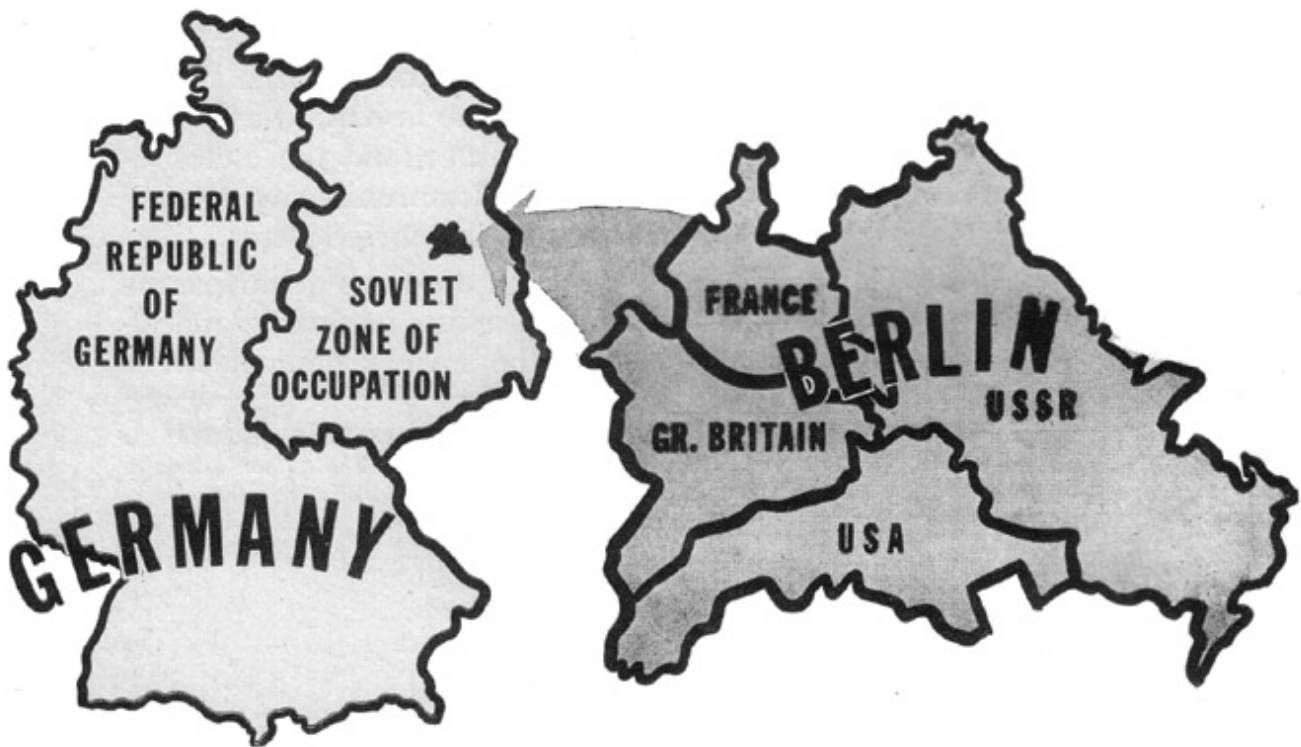 FEDERAL
REPUBLIC
OF
GERMANY
SOVIET
ZONE OF
OCCUPATION
GERMANY
FRANCE
BERLIN
USSR
GR. BRITAIN
USA